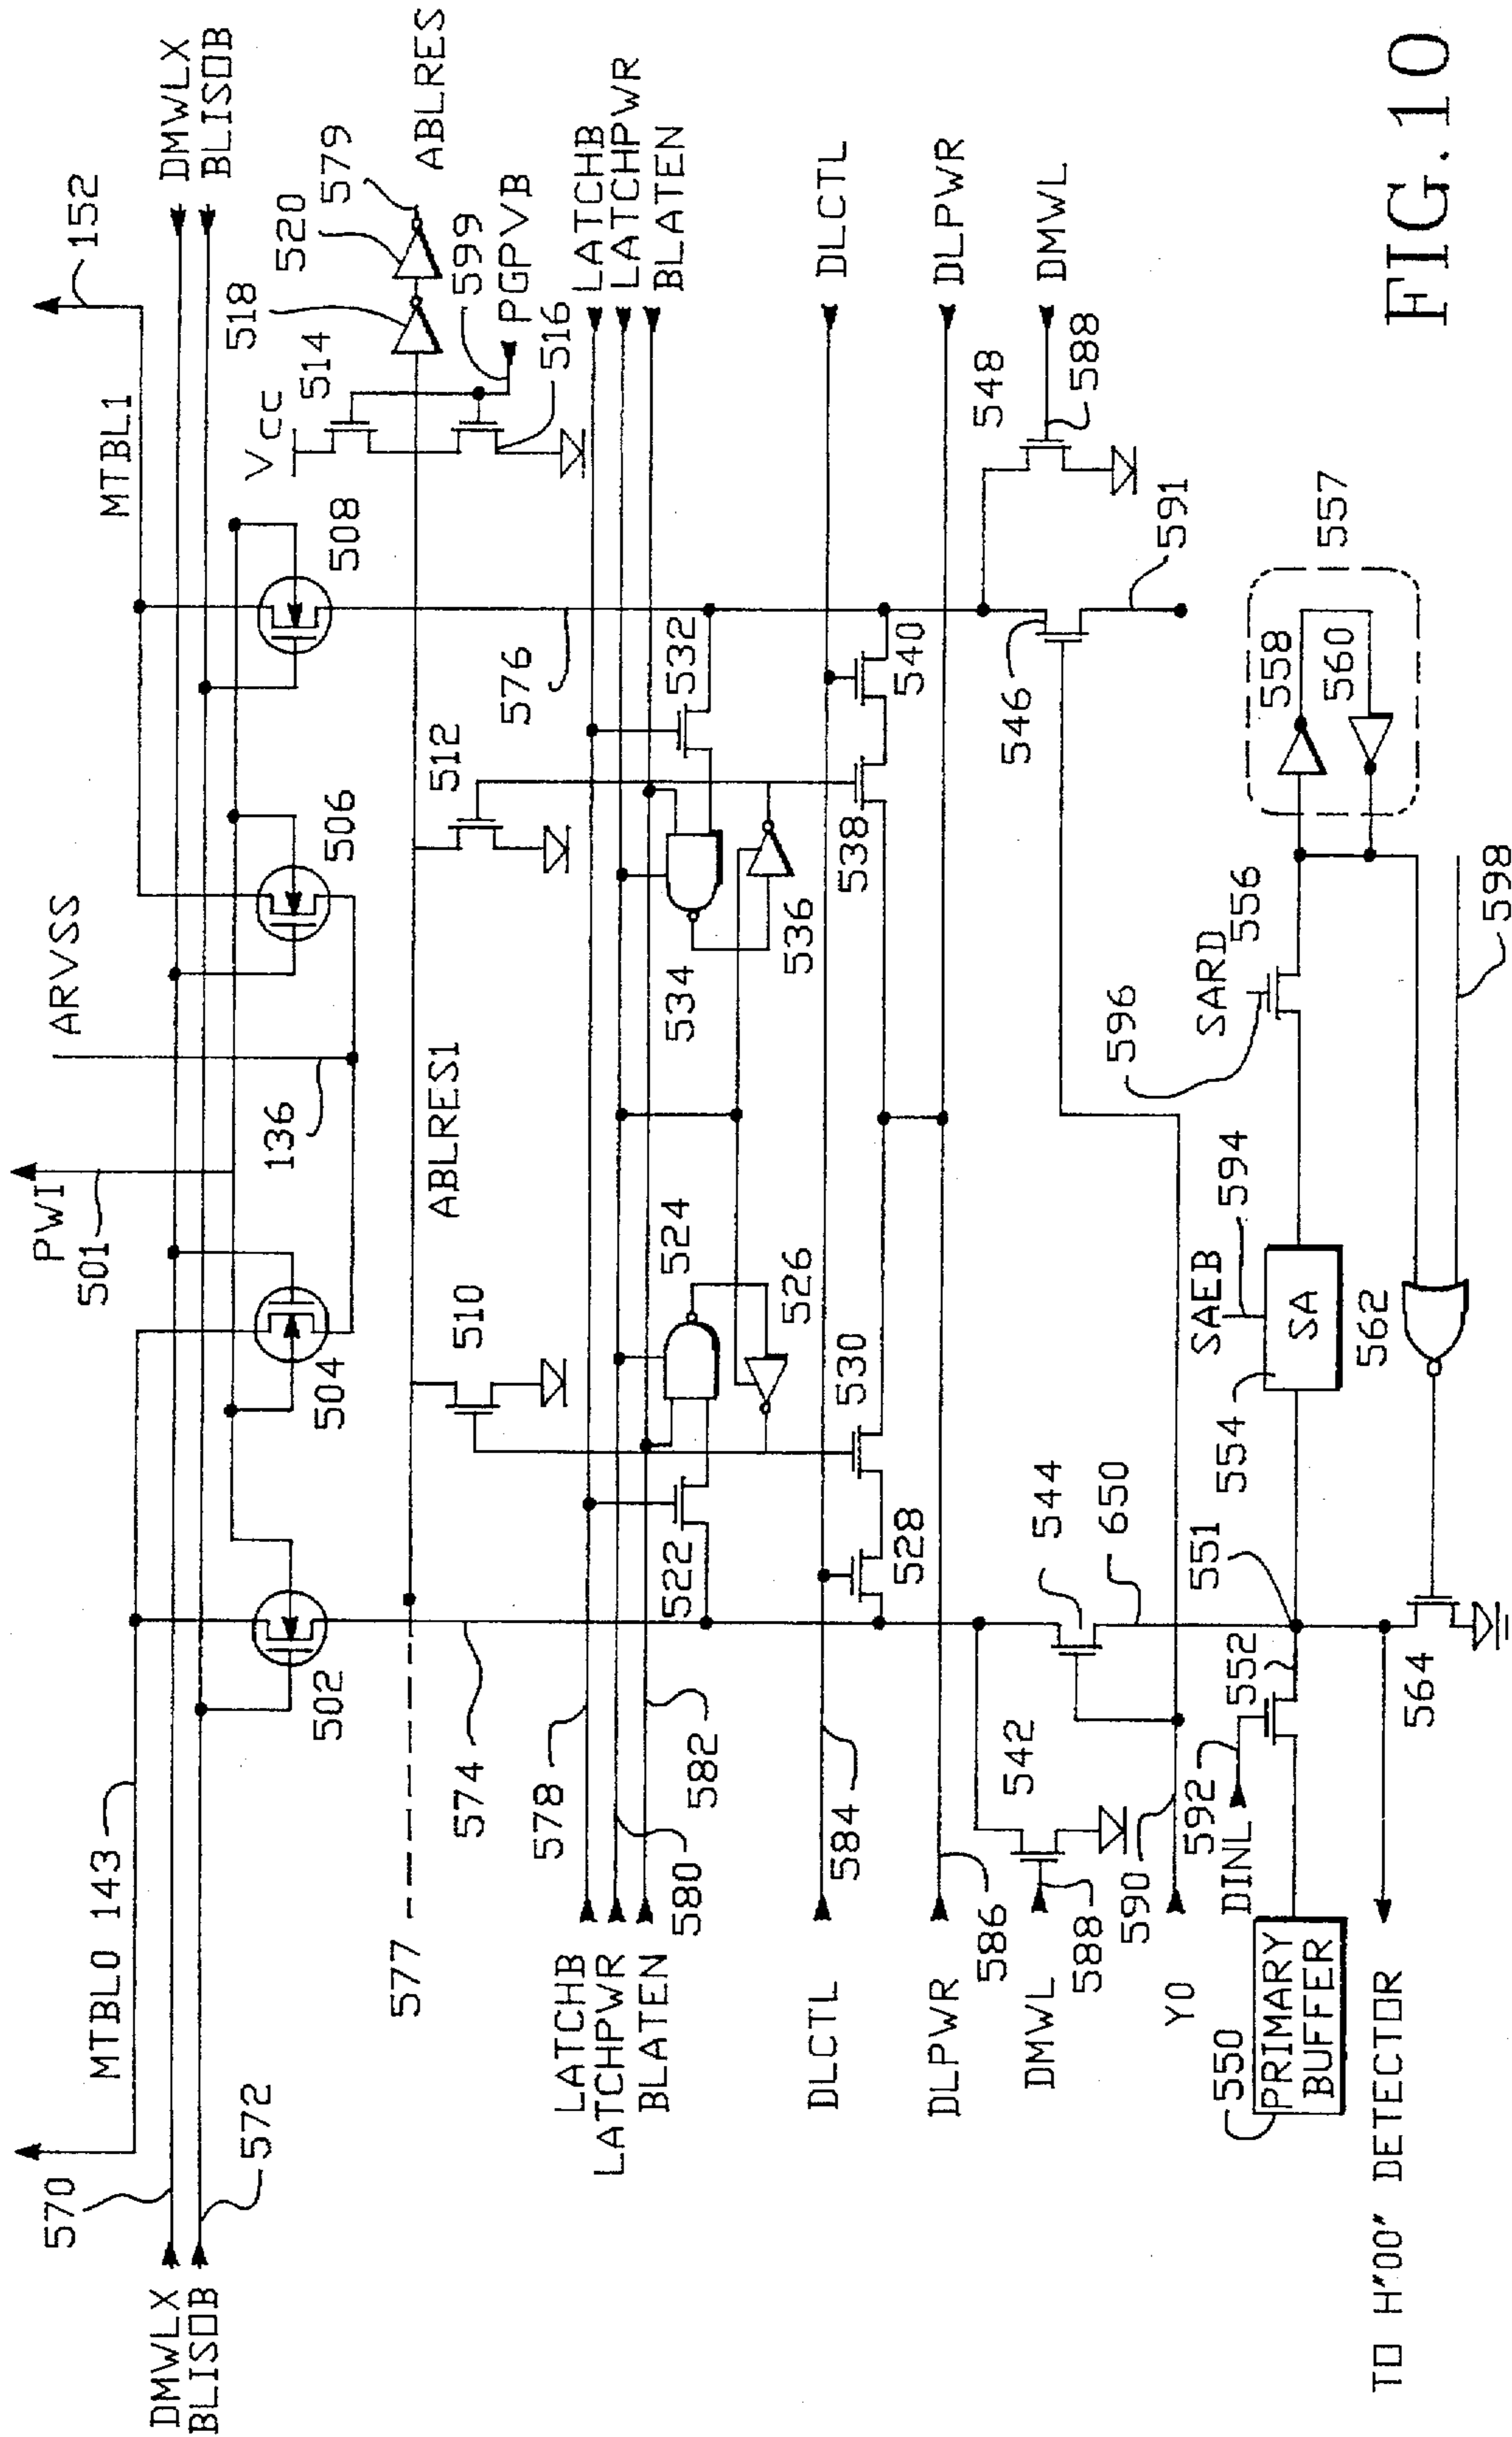 DMWLX
BLISOB
570
572
MTBL0 143
PWI
501
ARVSS
136
MTBL1
152
DMWLX
BLISOB
502
504
506
508
Vcc
514
518
520
579
ABLRES
599
PGPVB
516
577
574
510
ABLRES1
512
576
LATCHB
LATCHPWR
BLATEN
578
580
582
522
524
526
534
536
532
LATCHB
LATCHPWR
BLATEN
DLCTL
584
528
530
538
540
DLCTL
DLPWR
586
DLPWR
DMWL
588
542
544
650
546
548
588
DMWL
Y0
590
591
592
DINL
552
551
554
SAEB
594
SA
596
SARD
556
558
560
557
550
PRIMARY
BUFFER
562
564
598
TO H"00" DETECTOR
FIG. 10